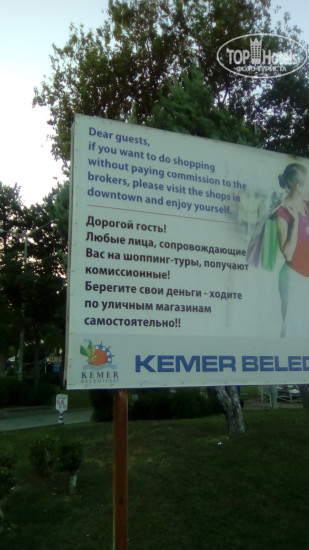 TOP Hotels
Dear guests,
if you want to do shopping
without paying commission to the
brokers, please visit the shops in
downtown and enjoy yourself.
Дорогой гость!
Любые лица, сопровождающие
Вас на шоппинг-туры, получают
комиссионные!
Берегите свои деньги - ходите
по уличным магазинам
самостоятельно!!
KEMER
BELEDİYESİ
KEMER BELED